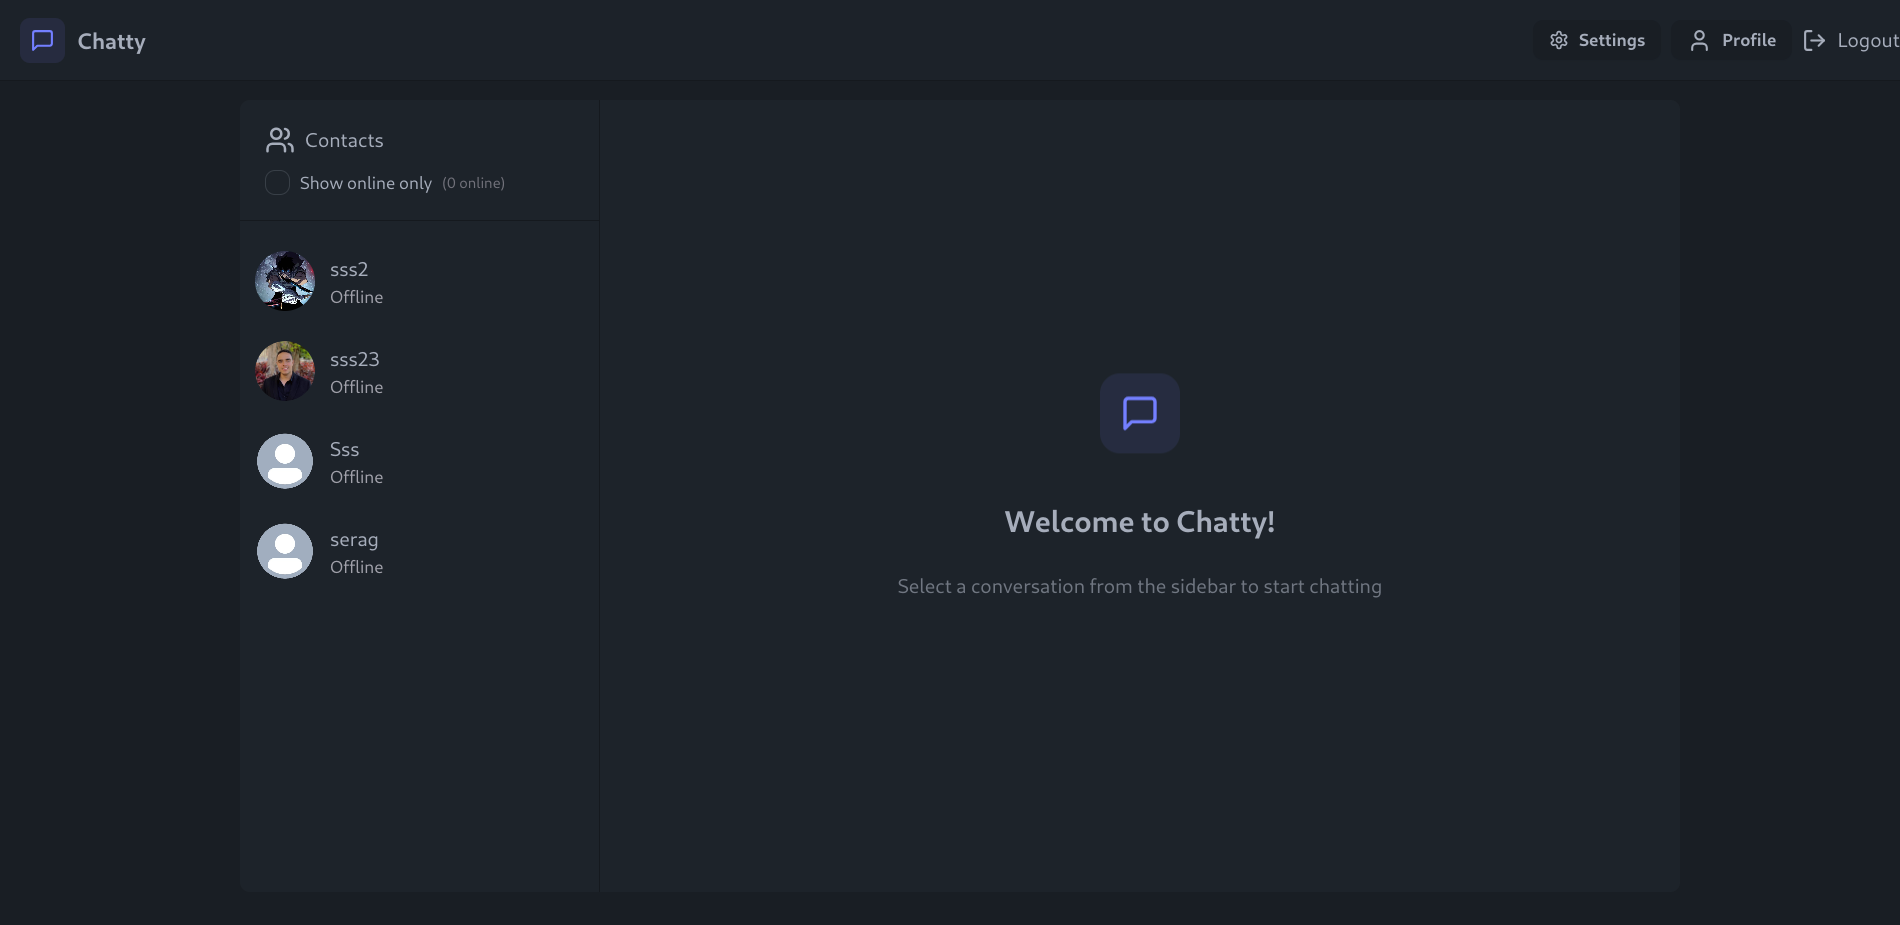 Chatty
Settings
Profile
Logout
Contacts
Show online only (0 online)
sss2
Offline
sss23
Offline
Sss
Offline
serag
Offline
Welcome to Chatty!
Select a conversation from the sidebar to start chatting